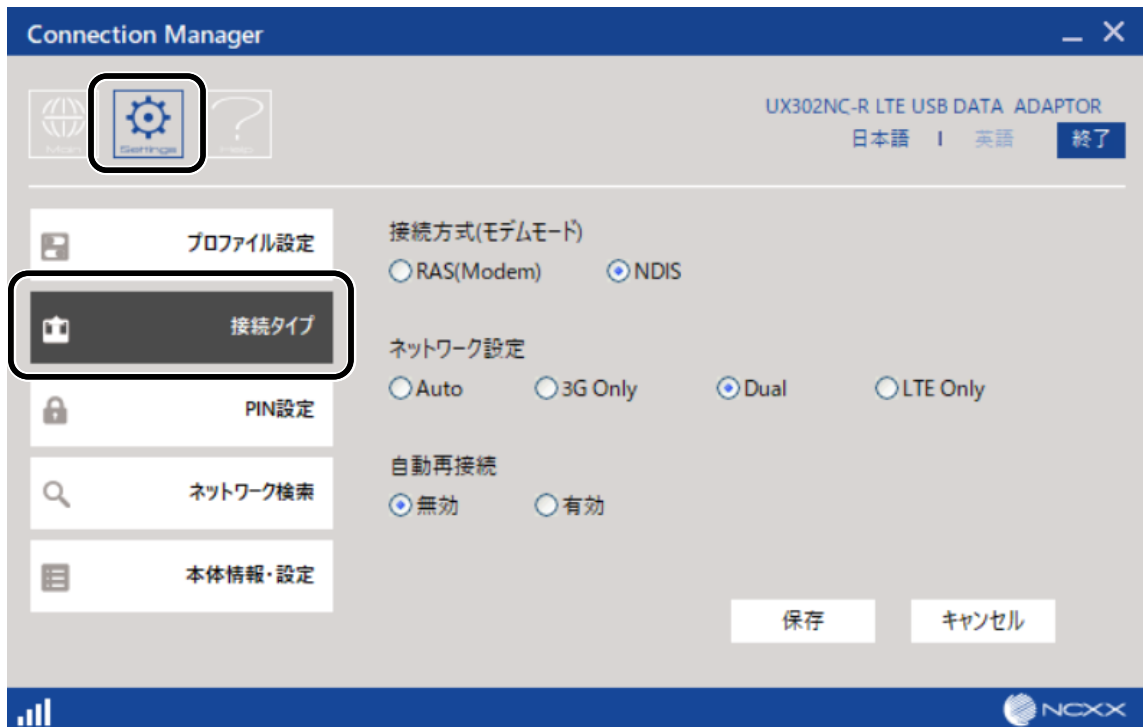 Connection Manager
Main
Settings
Help
UX302NC-R LTE USB DATA ADAPTOR
日本語 | 英語 終了
プロファイル設定
接続タイプ
PIN設定
ネットワーク検索
本体情報・設定
接続方式(モデムモード)
RAS(Modem) NDIS
ネットワーク設定
Auto 3G Only Dual LTE Only
自動再接続
無効 有効
保存 キャンセル
NCXX